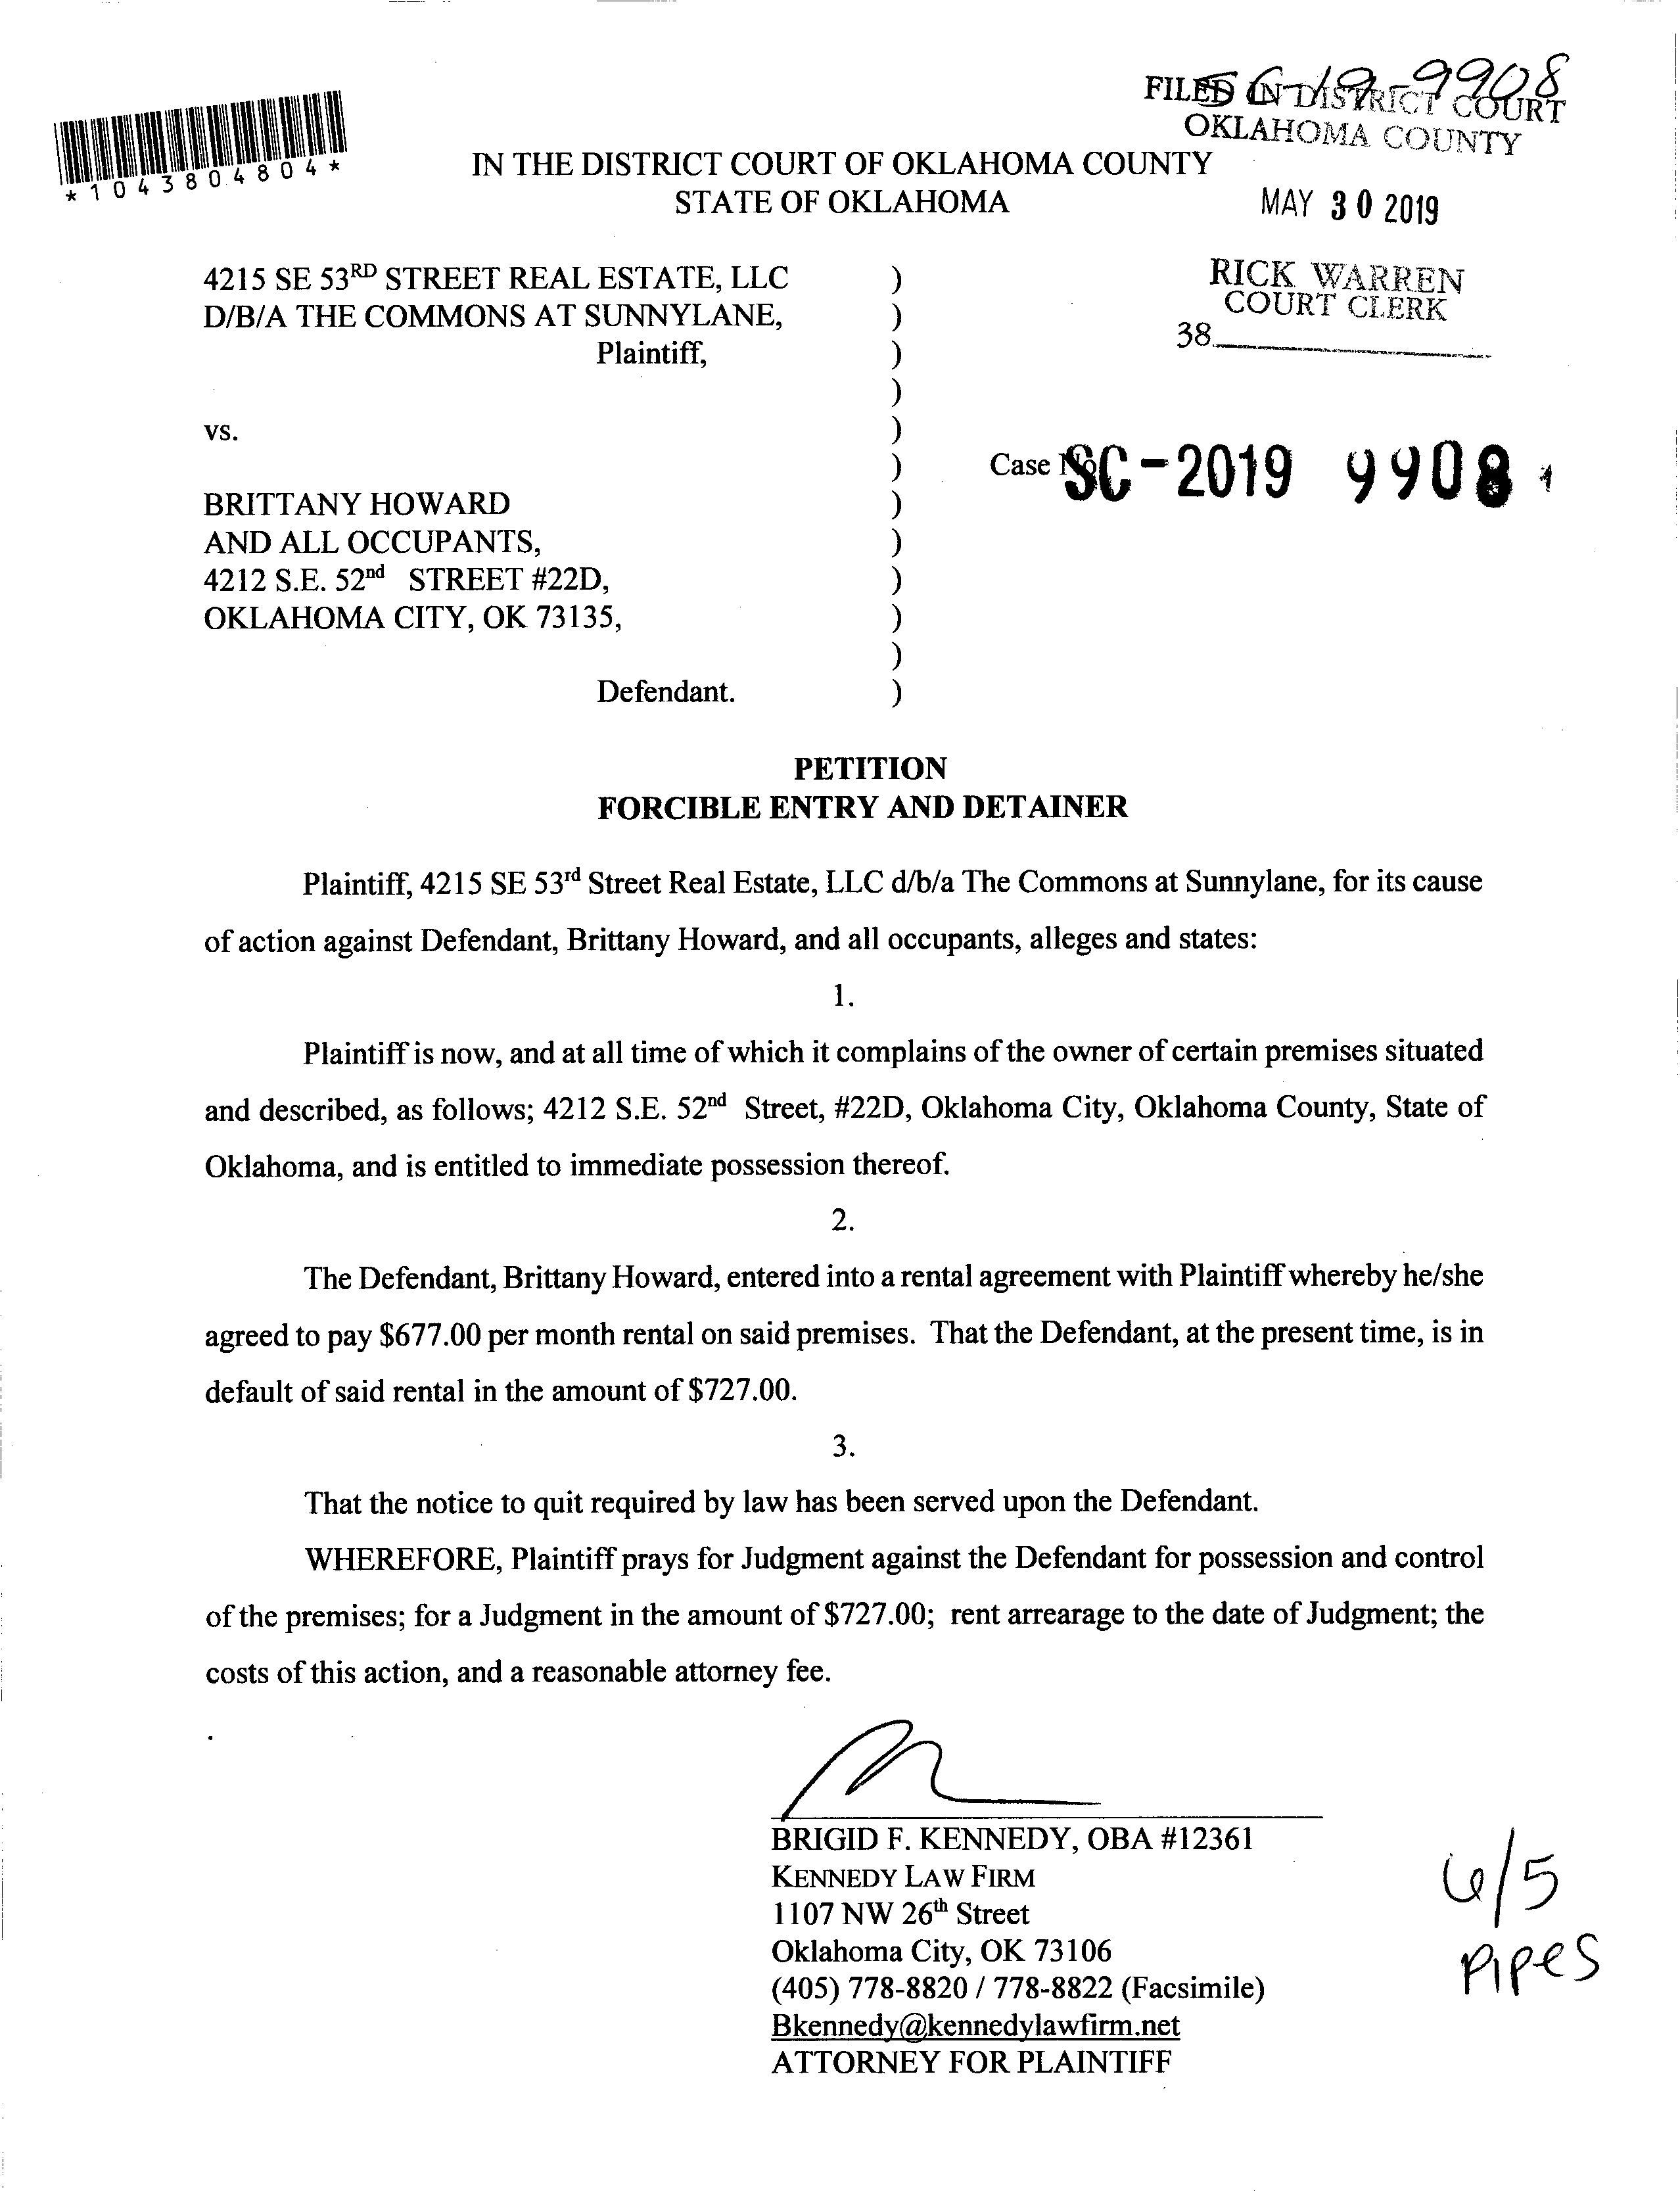 SC-19-9908
FILED IN DISTRICT COURT
OKLAHOMA COUNTY
*1043804804*
IN THE DISTRICT COURT OF OKLAHOMA COUNTY
STATE OF OKLAHOMA
MAY 30 2019
4215 SE 53RD STREET REAL ESTATE, LLC )
D/B/A THE COMMONS AT SUNNYLANE, )
Plaintiff, )
)
RICK WARREN
COURT CLERK
38
vs. )
)
Case No. SC-2019 9908
BRITTANY HOWARD )
AND ALL OCCUPANTS, )
4212 S.E. 52nd STREET #22D, )
OKLAHOMA CITY, OK 73135, )
)
Defendant. )
PETITION
FORCIBLE ENTRY AND DETAINER
Plaintiff, 4215 SE 53rd Street Real Estate, LLC d/b/a The Commons at Sunnylane, for its cause
of action against Defendant, Brittany Howard, and all occupants, alleges and states:
1.
Plaintiff is now, and at all time of which it complains of the owner of certain premises situated
and described, as follows; 4212 S.E. 52nd Street, #22D, Oklahoma City, Oklahoma County, State of
Oklahoma, and is entitled to immediate possession thereof.
2.
The Defendant, Brittany Howard, entered into a rental agreement with Plaintiff whereby he/she
agreed to pay $677.00 per month rental on said premises. That the Defendant, at the present time, is in
default of said rental in the amount of $727.00.
3.
That the notice to quit required by law has been served upon the Defendant.
WHEREFORE, Plaintiff prays for Judgment against the Defendant for possession and control
of the premises; for a Judgment in the amount of $727.00; rent arrearage to the date of Judgment; the
costs of this action, and a reasonable attorney fee.
BRIGID F. KENNEDY, OBA #12361
KENNEDY LAW FIRM
1107 NW 26th Street
Oklahoma City, OK 73106
(405) 778-8820 / 778-8822 (Facsimile)
Bkennedy@kennedylawfirm.net
ATTORNEY FOR PLAINTIFF
6/5
PIPES